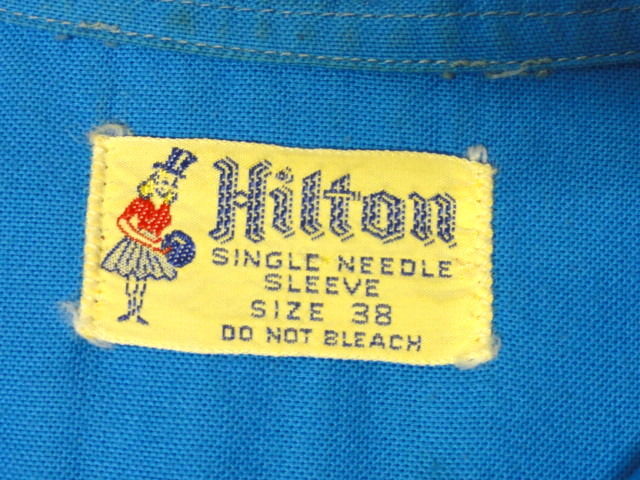 Hilton
SINGLE NEEDLE
SLEEVE
SIZE 38
DO NOT BLEACH